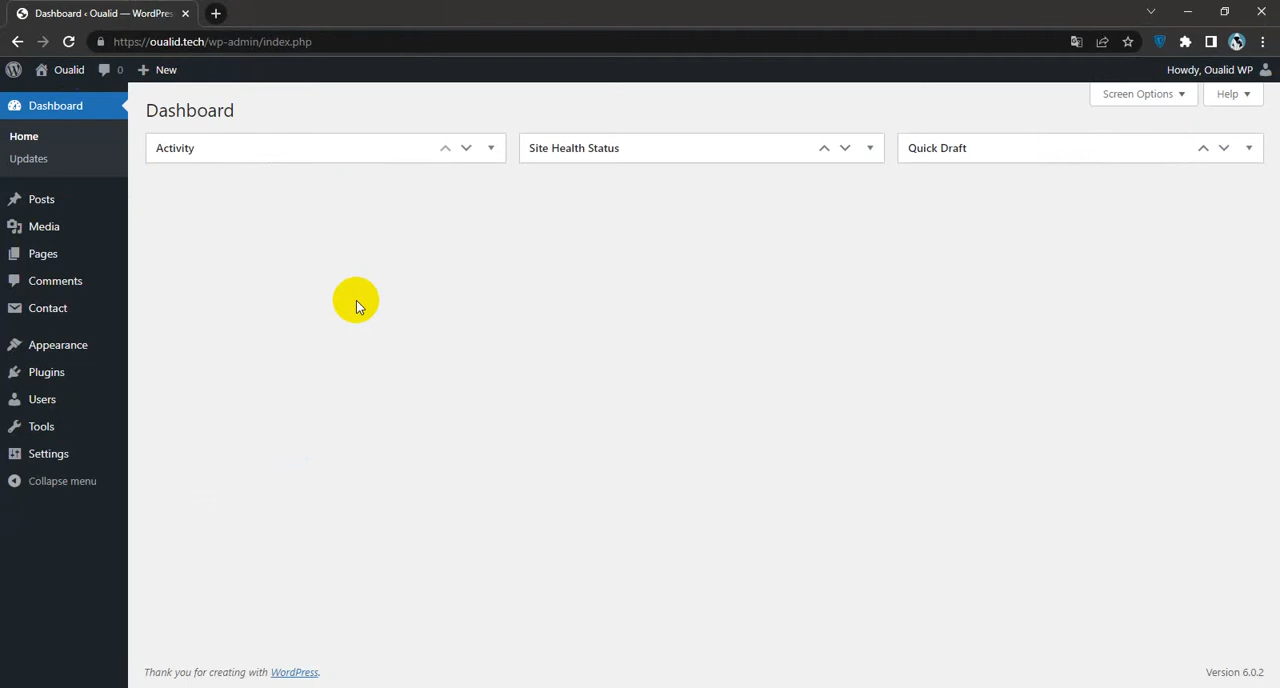 Dashboard ‹ Oualid — WordPres
https://oualid.tech/wp-admin/index.php
Oualid 0 New Howdy, Oualid WP
Screen Options Help
Dashboard
Home
Updates
Posts
Media
Pages
Comments
Contact
Appearance
Plugins
Users
Tools
Settings
Collapse menu
Dashboard
Activity Site Health Status Quick Draft
Thank you for creating with WordPress. Version 6.0.2